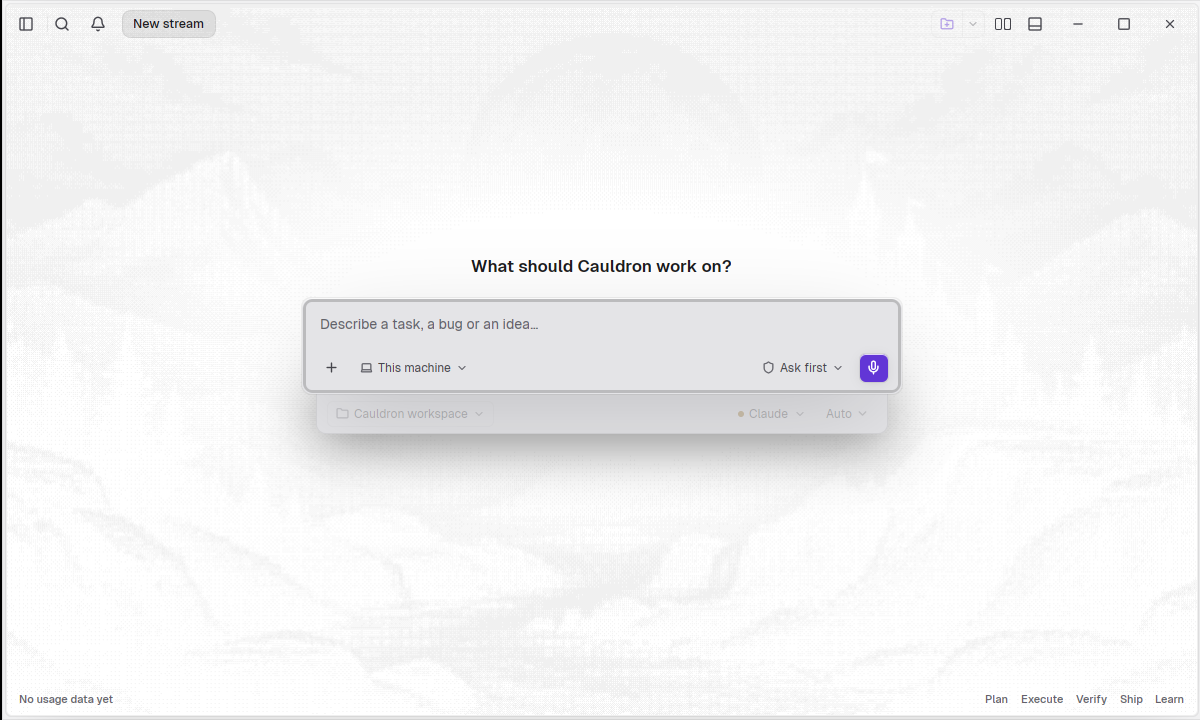 New stream
What should Cauldron work on?
Describe a task, a bug or an idea…
This machine
Ask first
Cauldron workspace
Claude
Auto
No usage data yet
Plan Execute Verify Ship Learn